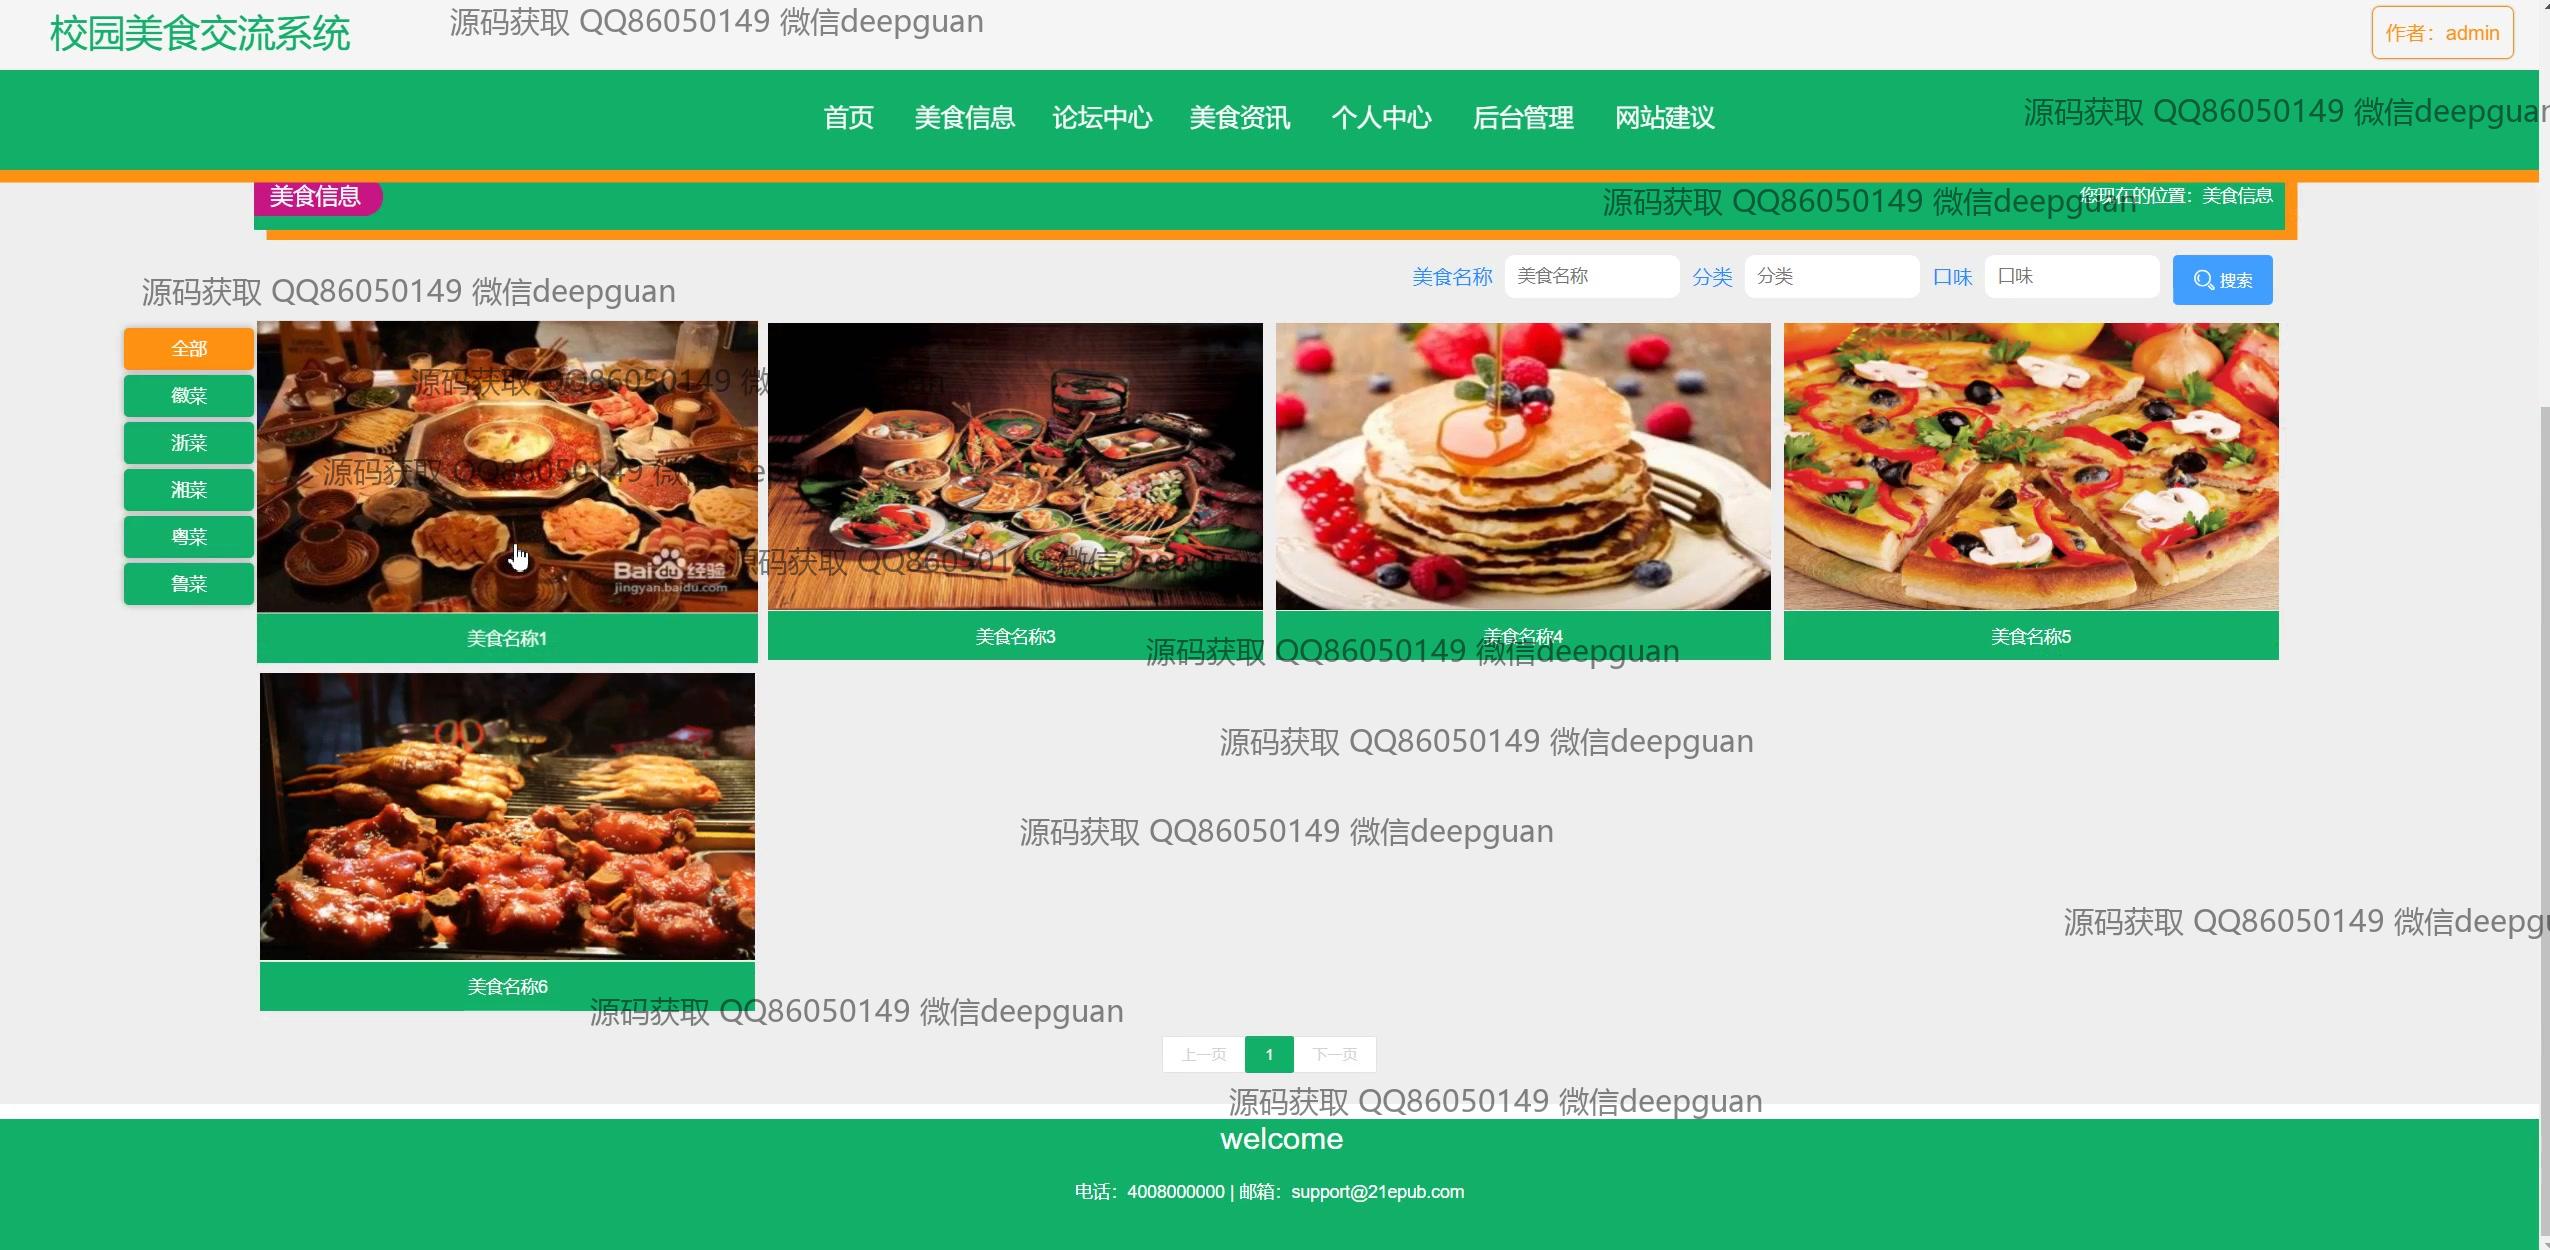 校园美食交流系统
源码获取 QQ86050149 微信deepguan
作者：admin
首页 美食信息 论坛中心 美食资讯 个人中心 后台管理 网站建议
源码获取 QQ86050149 微信deepguan
美食信息
源码获取 QQ86050149 微信deepguan
您现在的位置：美食信息
源码获取 QQ86050149 微信deepguan
美食名称 美食名称 分类 分类 口味 口味 搜索
全部
徽菜
浙菜
湘菜
粤菜
鲁菜
源码获取 QQ86050149
源码获取 QQ86050149
源码获取 QQ86050149 微信
Baidu经验
jingyan.baidu.com
美食名称1
美食名称3
美食名称4
美食名称5
源码获取 QQ86050149 微信deepguan
源码获取 QQ86050149 微信deepguan
源码获取 QQ86050149 微信deepguan
源码获取 QQ86050149 微信deepgu
美食名称6
源码获取 QQ86050149 微信deepguan
上一页 1 下一页
源码获取 QQ86050149 微信deepguan
welcome
电话：4008000000 | 邮箱：support@21epub.com